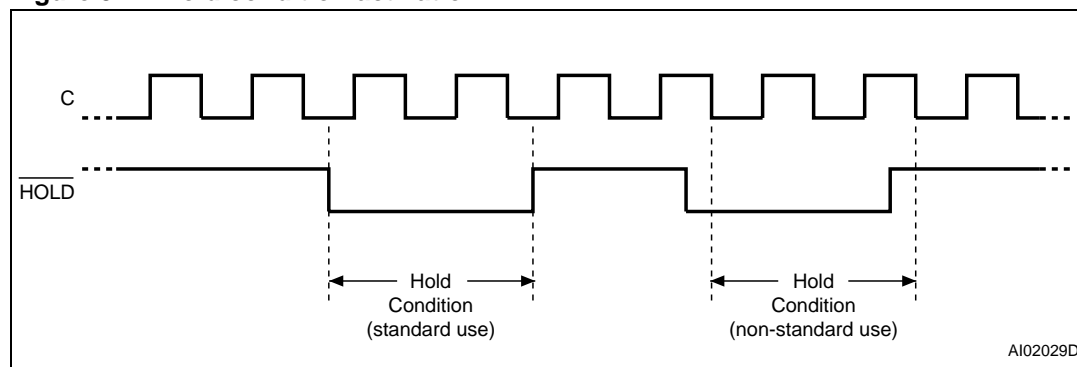 C
HOLD
Hold
Condition
(standard use)
Hold
Condition
(non-standard use)
AI02029D